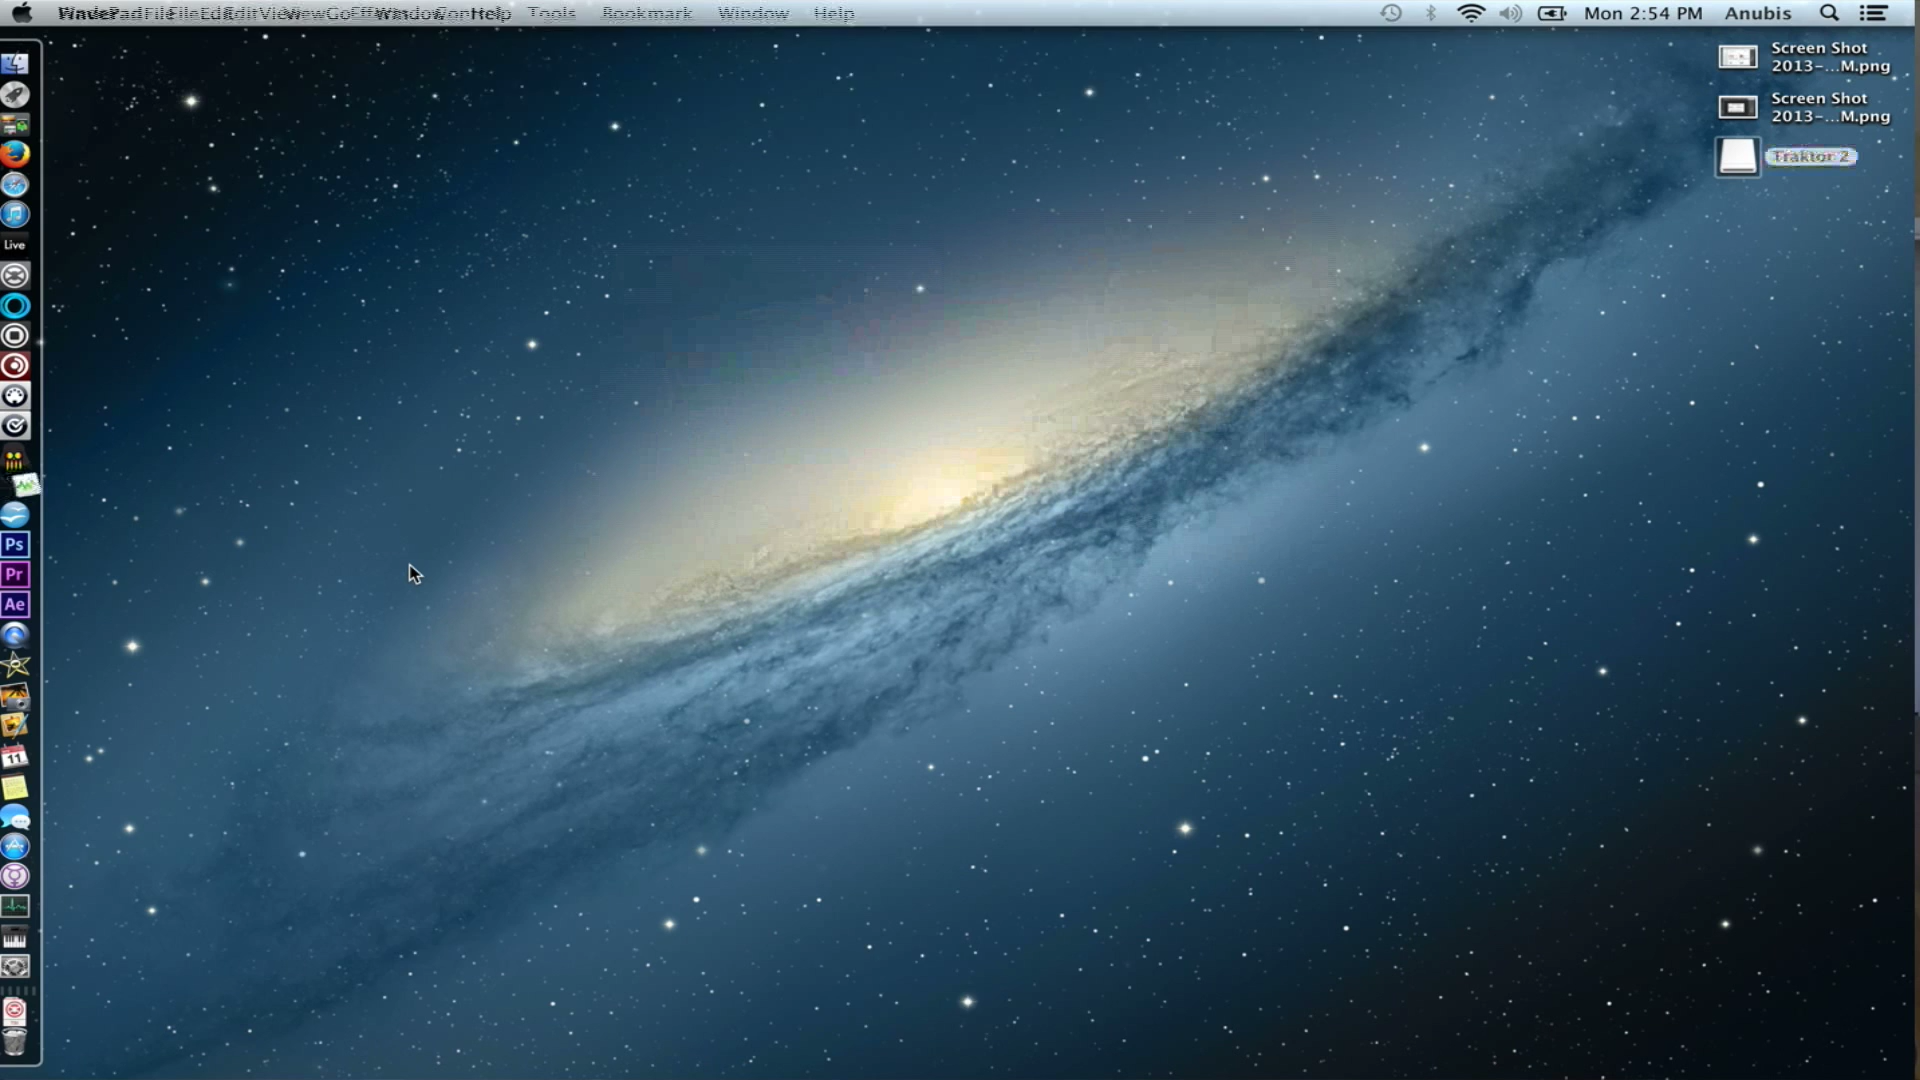 Tools Bookmark Window Help
Mon 2:54 PM Anubis
Screen Shot
2013-...M.png
Screen Shot
2013-...M.png
Traktor 2
Live
Ps
Pr
Ae
11